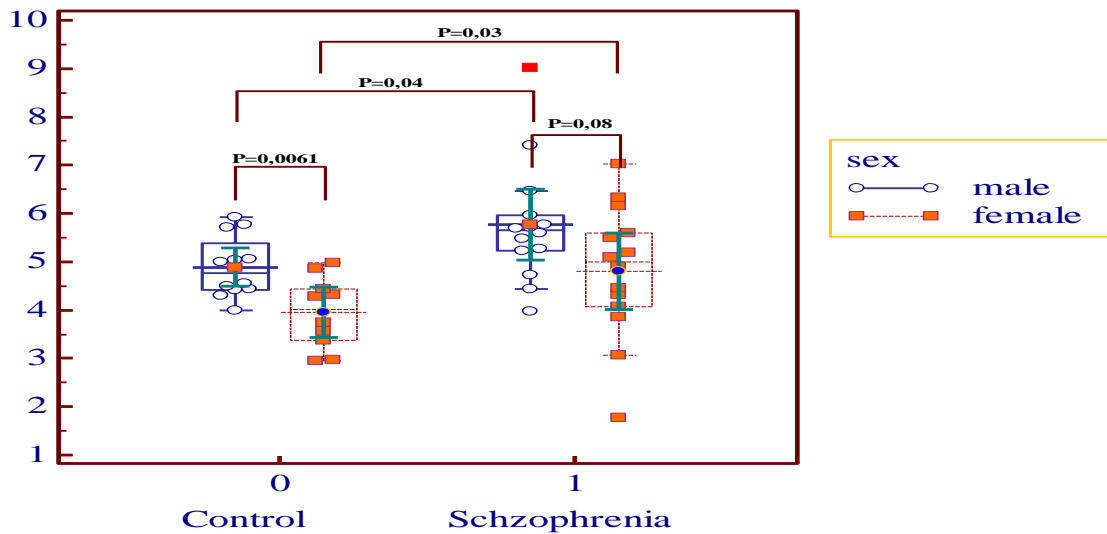 10
9
8
7
6
5
4
3
2
1
P=0,03
P=0,04
P=0,08
P=0,0061
0
1
Control
Schzophrenia
sex
male
female